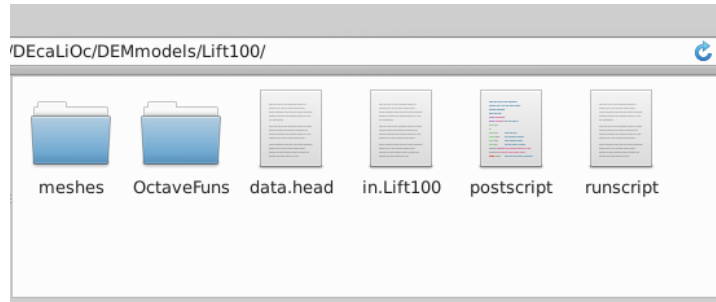 /DEcaLiOc/DEMmodels/Lift100/
meshes OctaveFuns data.head in.Lift100 postscript runscript